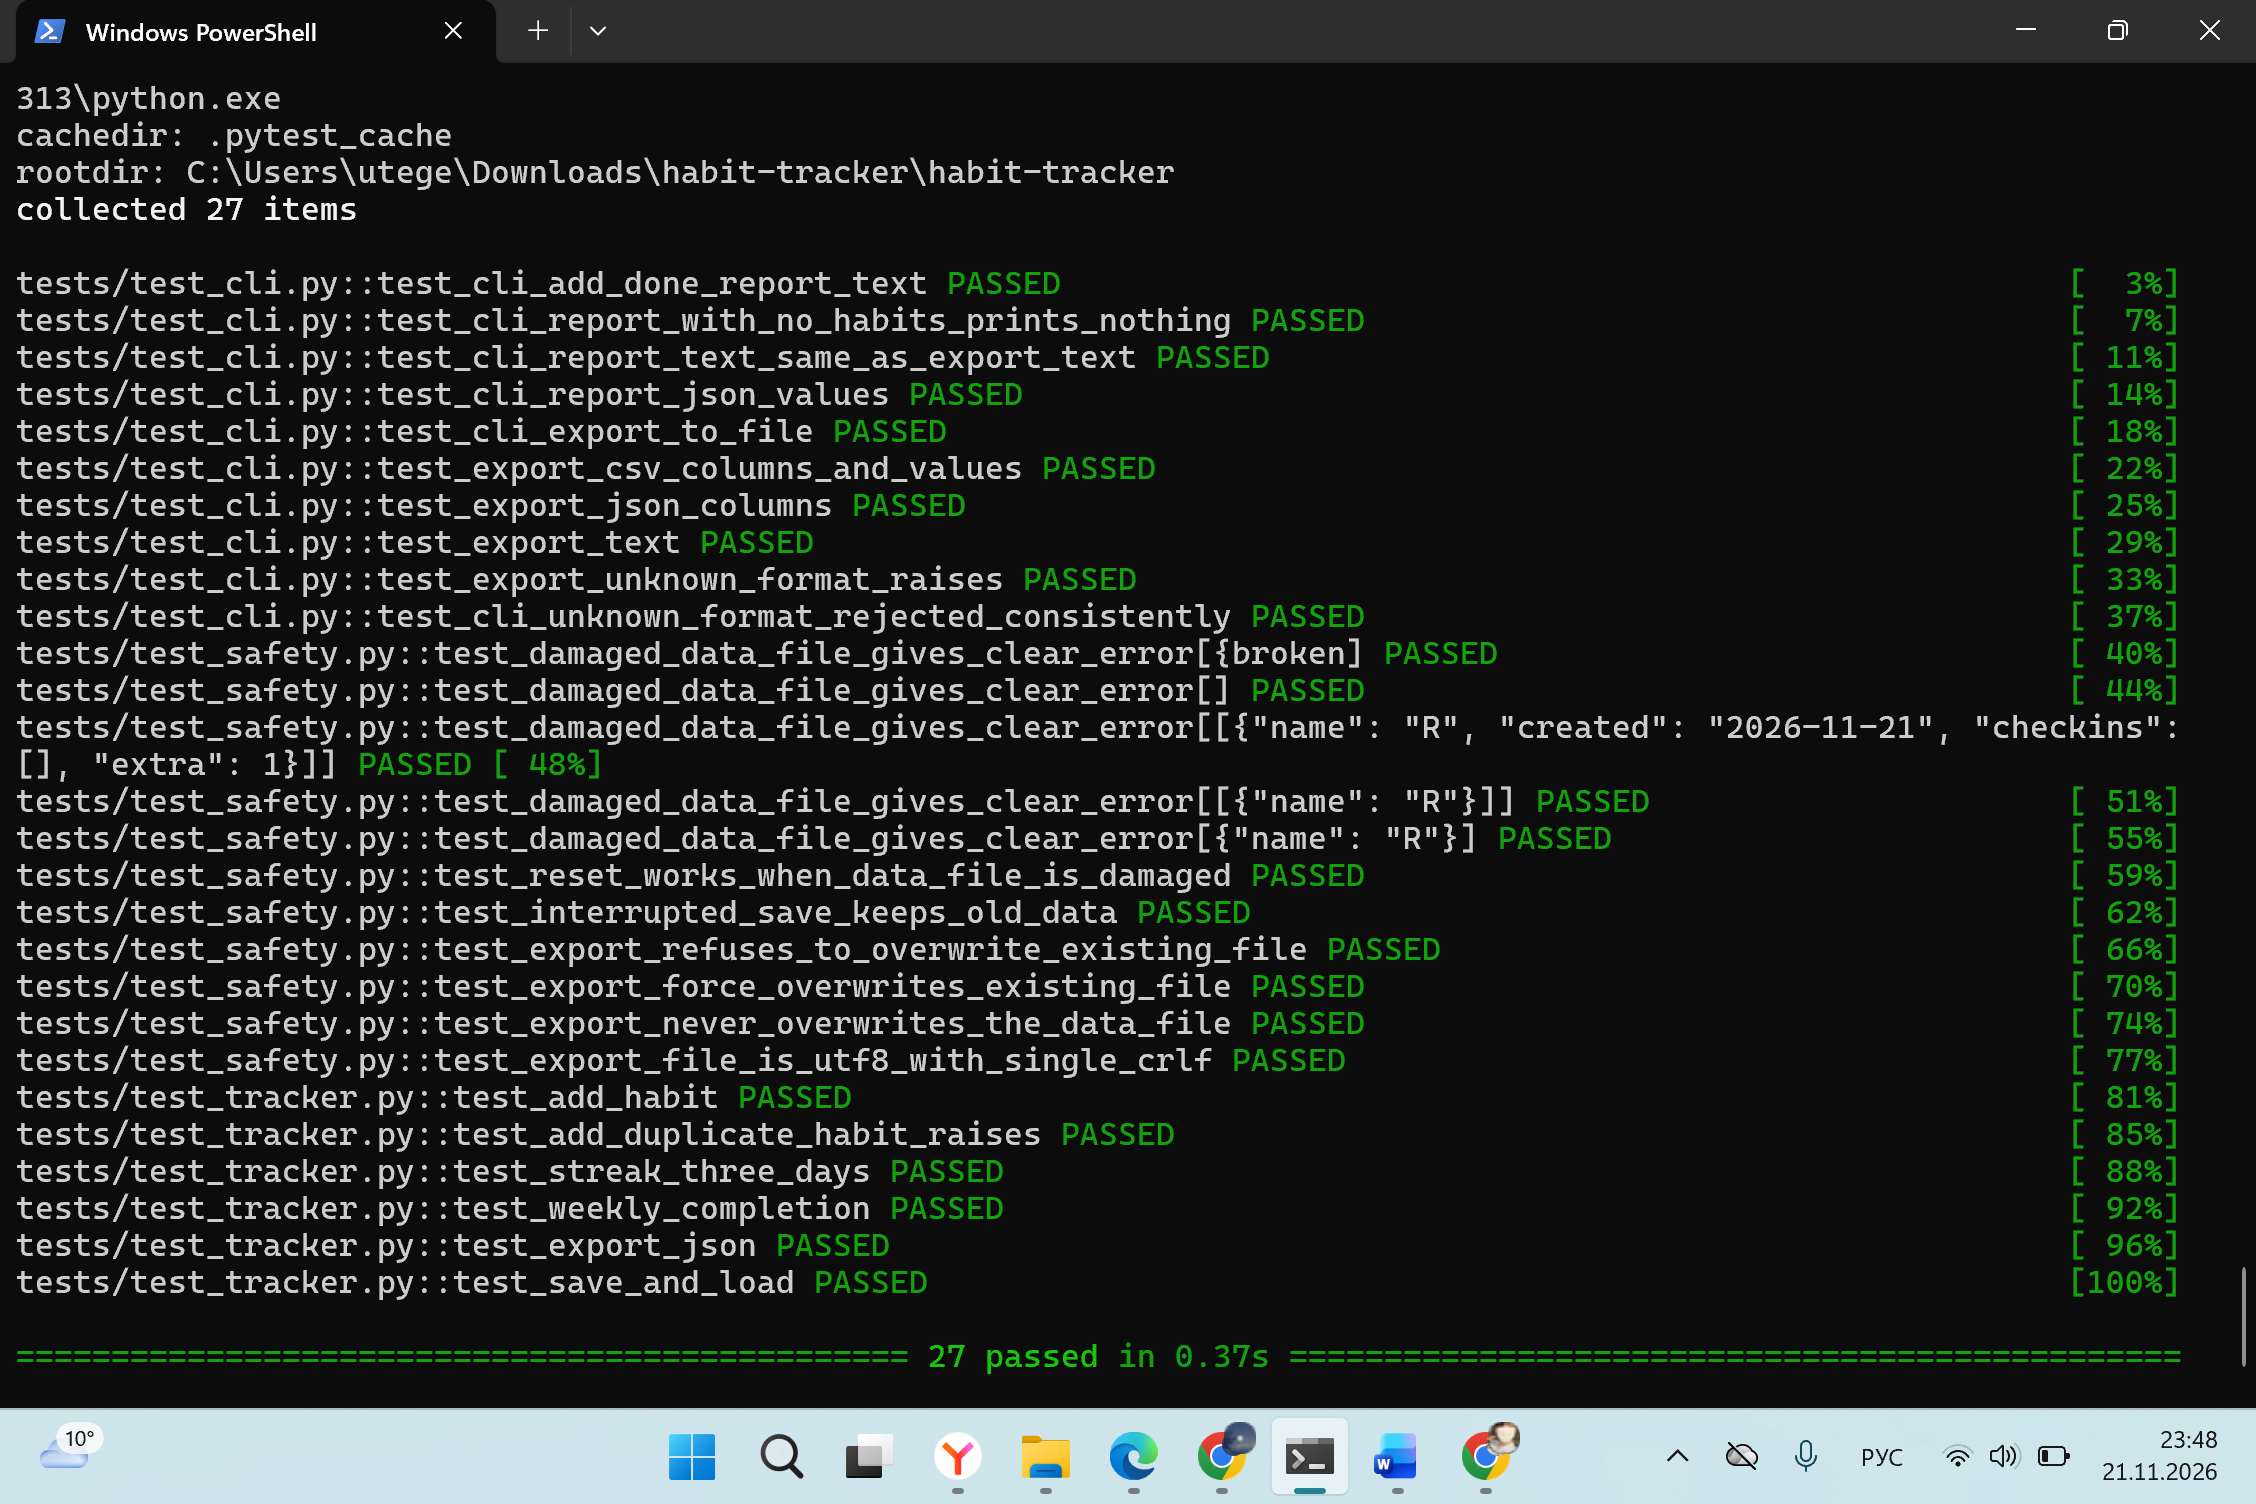 Windows PowerShell
313\python.exe
cachedir: .pytest_cache
rootdir: C:\Users\utege\Downloads\habit-tracker\habit-tracker
collected 27 items
tests/test_cli.py::test_cli_add_done_report_text PASSED [  3%]
tests/test_cli.py::test_cli_report_with_no_habits_prints_nothing PASSED [  7%]
tests/test_cli.py::test_cli_report_text_same_as_export_text PASSED [ 11%]
tests/test_cli.py::test_cli_report_json_values PASSED [ 14%]
tests/test_cli.py::test_cli_export_to_file PASSED [ 18%]
tests/test_cli.py::test_export_csv_columns_and_values PASSED [ 22%]
tests/test_cli.py::test_export_json_columns PASSED [ 25%]
tests/test_cli.py::test_export_text PASSED [ 29%]
tests/test_cli.py::test_export_unknown_format_raises PASSED [ 33%]
tests/test_cli.py::test_cli_unknown_format_rejected_consistently PASSED [ 37%]
tests/test_safety.py::test_damaged_data_file_gives_clear_error[{broken] PASSED [ 40%]
tests/test_safety.py::test_damaged_data_file_gives_clear_error[] PASSED [ 44%]
tests/test_safety.py::test_damaged_data_file_gives_clear_error[[{"name": "R", "created": "2026-11-21", "checkins":
[], "extra": 1}]] PASSED [ 48%]
tests/test_safety.py::test_damaged_data_file_gives_clear_error[[{"name": "R"}]] PASSED [ 51%]
tests/test_safety.py::test_damaged_data_file_gives_clear_error[{"name": "R"}] PASSED [ 55%]
tests/test_safety.py::test_reset_works_when_data_file_is_damaged PASSED [ 59%]
tests/test_safety.py::test_interrupted_save_keeps_old_data PASSED [ 62%]
tests/test_safety.py::test_export_refuses_to_overwrite_existing_file PASSED [ 66%]
tests/test_safety.py::test_export_force_overwrites_existing_file PASSED [ 70%]
tests/test_safety.py::test_export_never_overwrites_the_data_file PASSED [ 74%]
tests/test_safety.py::test_export_file_is_utf8_with_single_crlf PASSED [ 77%]
tests/test_tracker.py::test_add_habit PASSED [ 81%]
tests/test_tracker.py::test_add_duplicate_habit_raises PASSED [ 85%]
tests/test_tracker.py::test_streak_three_days PASSED [ 88%]
tests/test_tracker.py::test_weekly_completion PASSED [ 92%]
tests/test_tracker.py::test_export_json PASSED [ 96%]
tests/test_tracker.py::test_save_and_load PASSED [100%]
=============================================== 27 passed in 0.37s ===============================================
10°
W
РУС
23:48
21.11.2026